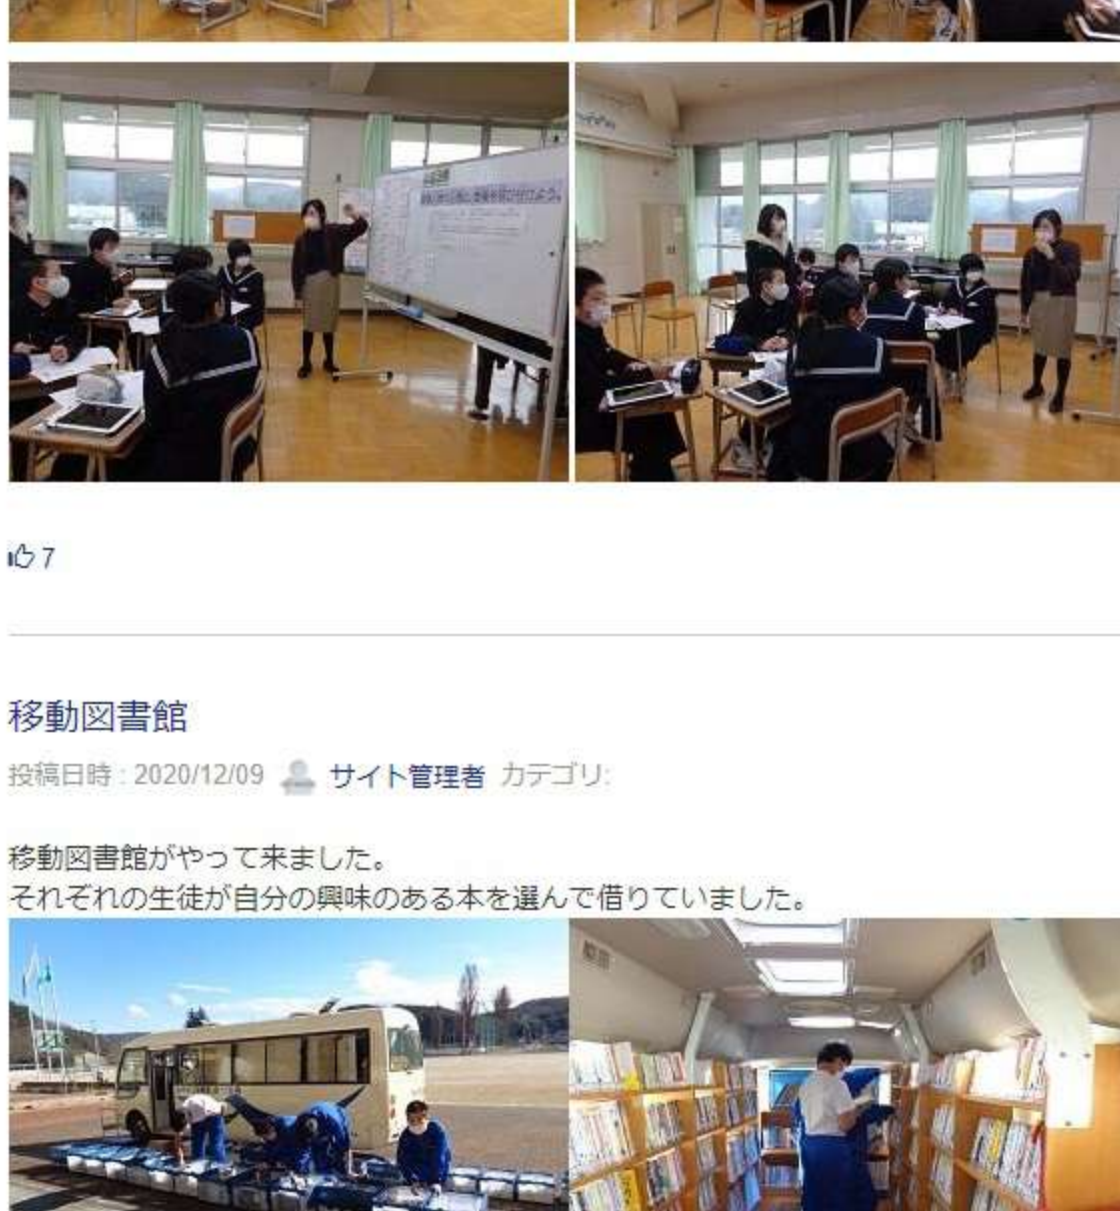 7
移動図書館
投稿日時 : 2020/12/09 サイト管理者 カテゴリ:
移動図書館がやって来ました。
それぞれの生徒が自分の興味のある本を選んで借りていました。